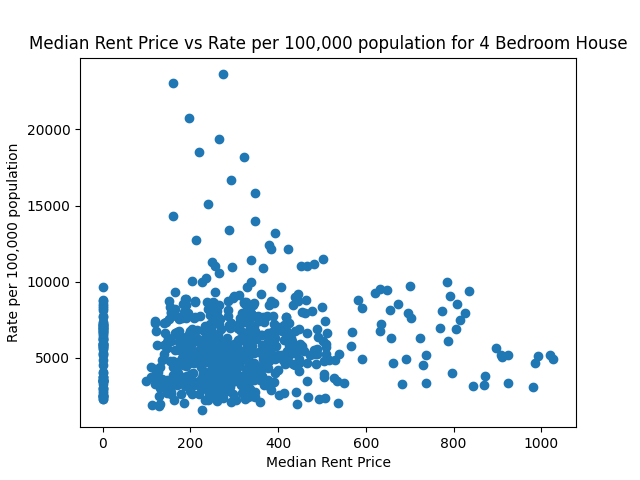 Median Rent Price vs Rate per 100,000 population for 4 Bedroom House
20000
15000
10000
5000
Rate per 100,000 population
0 200 400 600 800 1000
Median Rent Price